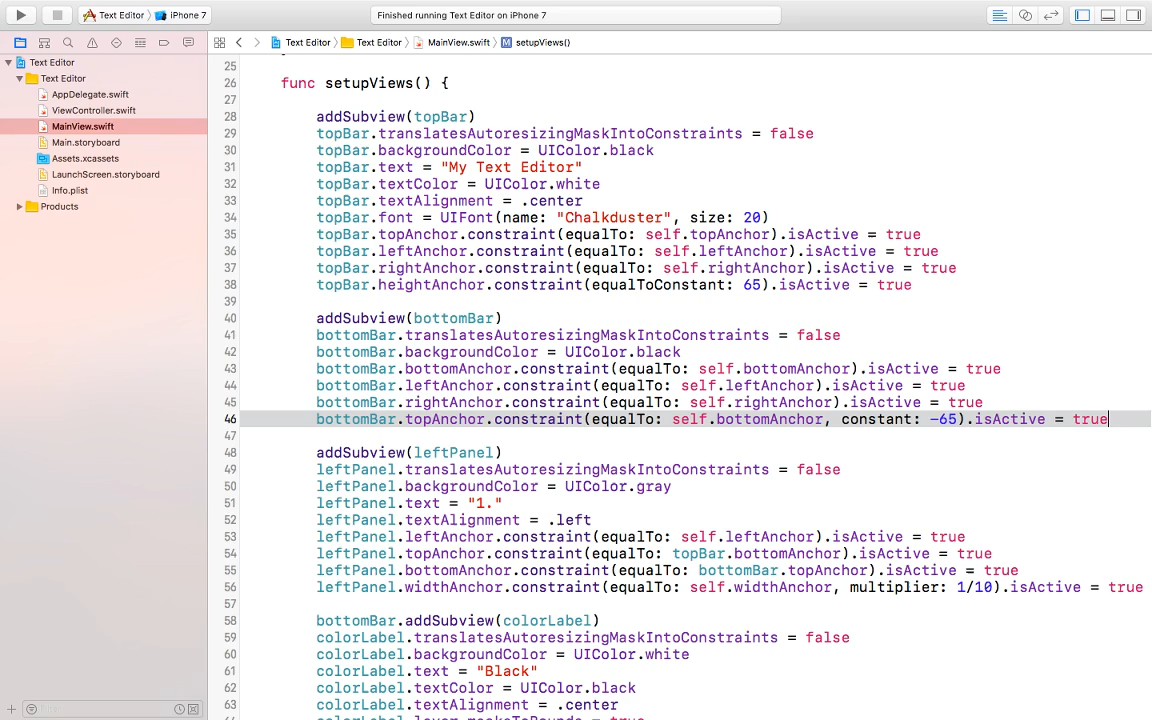 Text Editor
iPhone 7
Finished running Text Editor on iPhone 7
Text Editor
Text Editor
MainView.swift
M
setupViews()
Text Editor
Text Editor
AppDelegate.swift
ViewController.swift
MainView.swift
Main.storyboard
Assets.xcassets
LaunchScreen.storyboard
Info.plist
Products
25
26 func setupViews() {
27
28 addSubview(topBar)
29 topBar.translatesAutoresizingMaskIntoConstraints = false
30 topBar.backgroundColor = UIColor.black
31 topBar.text = "My Text Editor"
32 topBar.textColor = UIColor.white
33 topBar.textAlignment = .center
34 topBar.font = UIFont(name: "Chalkduster", size: 20)
35 topBar.topAnchor.constraint(equalTo: self.topAnchor).isActive = true
36 topBar.leftAnchor.constraint(equalTo: self.leftAnchor).isActive = true
37 topBar.rightAnchor.constraint(equalTo: self.rightAnchor).isActive = true
38 topBar.heightAnchor.constraint(equalToConstant: 65).isActive = true
39
40 addSubview(bottomBar)
41 bottomBar.translatesAutoresizingMaskIntoConstraints = false
42 bottomBar.backgroundColor = UIColor.black
43 bottomBar.bottomAnchor.constraint(equalTo: self.bottomAnchor).isActive = true
44 bottomBar.leftAnchor.constraint(equalTo: self.leftAnchor).isActive = true
45 bottomBar.rightAnchor.constraint(equalTo: self.rightAnchor).isActive = true
46 bottomBar.topAnchor.constraint(equalTo: self.bottomAnchor, constant: -65).isActive = true
47
48 addSubview(leftPanel)
49 leftPanel.translatesAutoresizingMaskIntoConstraints = false
50 leftPanel.backgroundColor = UIColor.gray
51 leftPanel.text = "1."
52 leftPanel.textAlignment = .left
53 leftPanel.leftAnchor.constraint(equalTo: self.leftAnchor).isActive = true
54 leftPanel.topAnchor.constraint(equalTo: topBar.bottomAnchor).isActive = true
55 leftPanel.bottomAnchor.constraint(equalTo: bottomBar.topAnchor).isActive = true
56 leftPanel.widthAnchor.constraint(equalTo: self.widthAnchor, multiplier: 1/10).isActive = true
57
58 bottomBar.addSubview(colorLabel)
59 colorLabel.translatesAutoresizingMaskIntoConstraints = false
60 colorLabel.backgroundColor = UIColor.white
61 colorLabel.text = "Black"
62 colorLabel.textColor = UIColor.black
63 colorLabel.textAlignment = .center